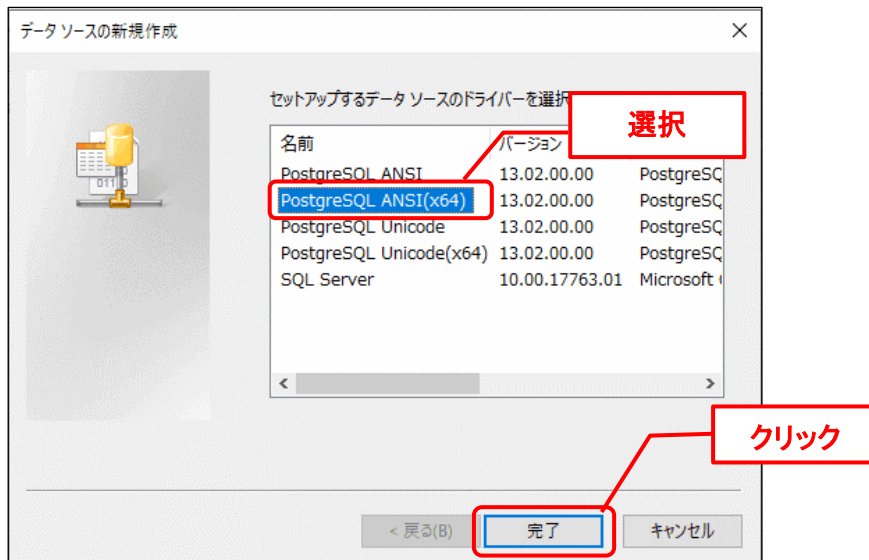 データ ソースの新規作成
セットアップするデータ ソースのドライバーを選択
選択
名前 バージョン
PostgreSQL ANSI 13.02.00.00 PostgreSQ
PostgreSQL ANSI(x64) 13.02.00.00 PostgreSQ
PostgreSQL Unicode 13.02.00.00 PostgreSQ
PostgreSQL Unicode(x64) 13.02.00.00 PostgreSQ
SQL Server 10.00.17763.01 Microsoft
クリック
< 戻る(B) 完了 キャンセル